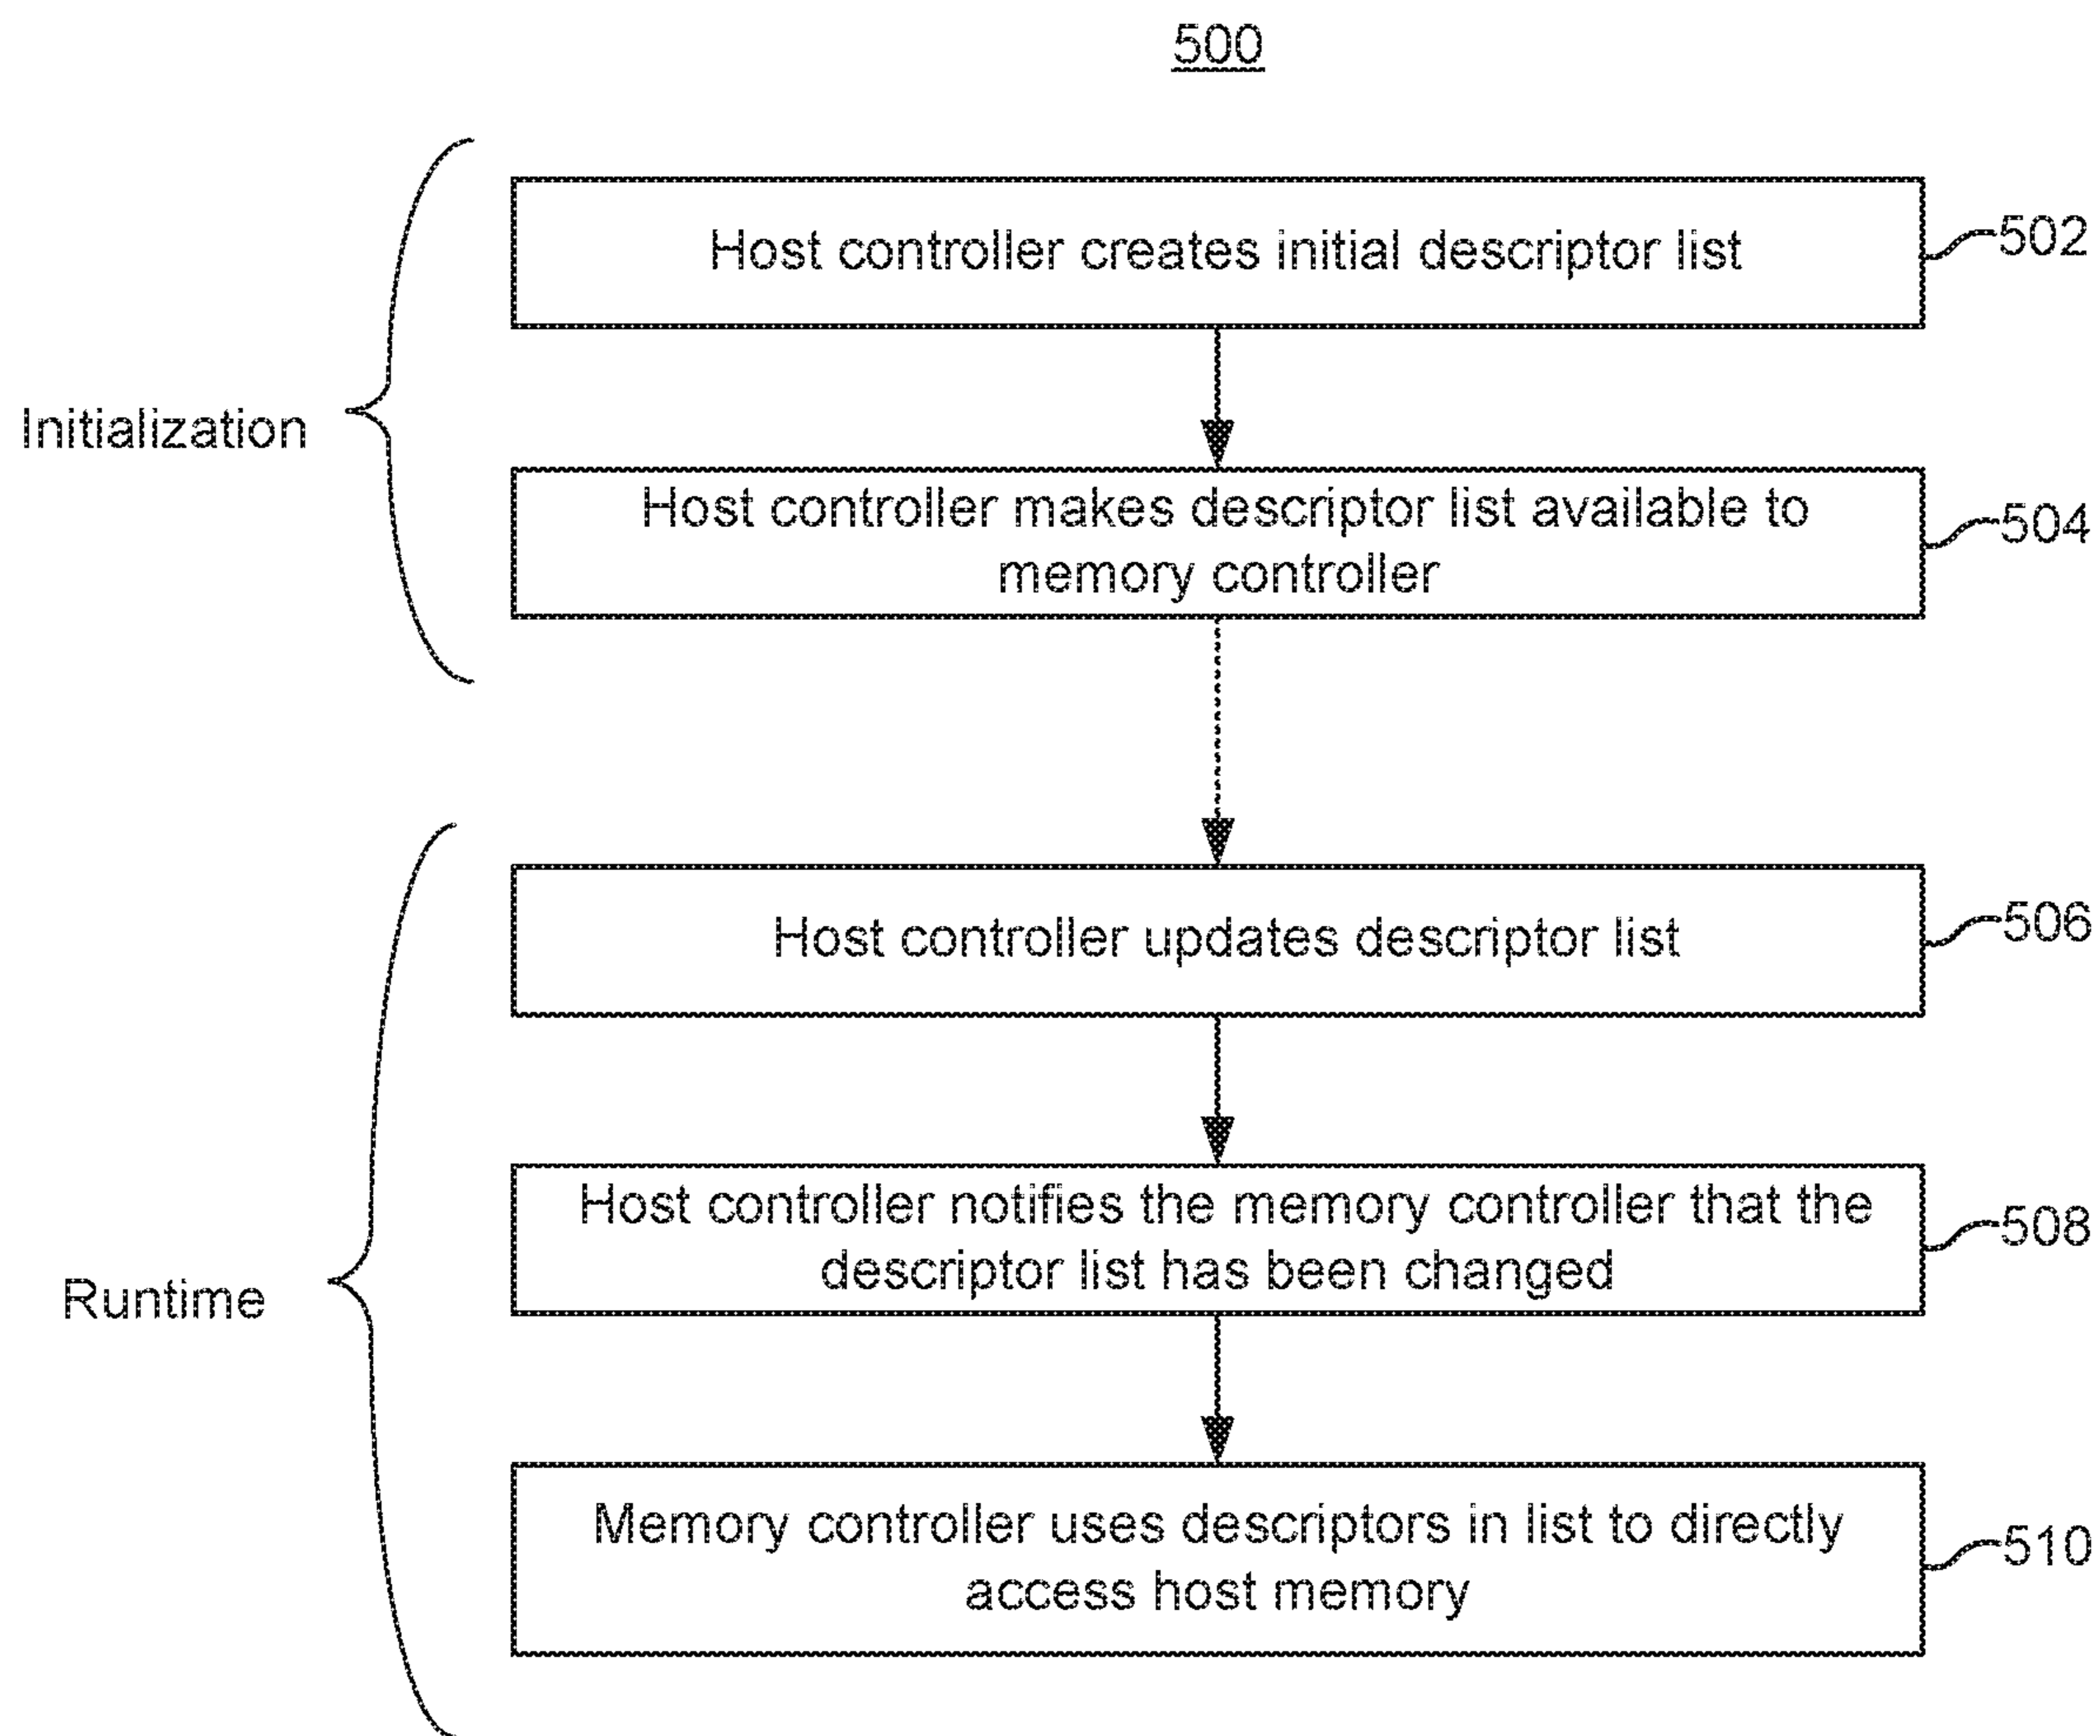 500
Host controller creates initial descriptor list
502
Initialization
Host controller makes descriptor list available to
memory controller
504
Host controller updates descriptor list
506
Host controller notifies the memory controller that the
descriptor list has been changed
508
Runtime
Memory controller uses descriptors in list to directly
access host memory
510